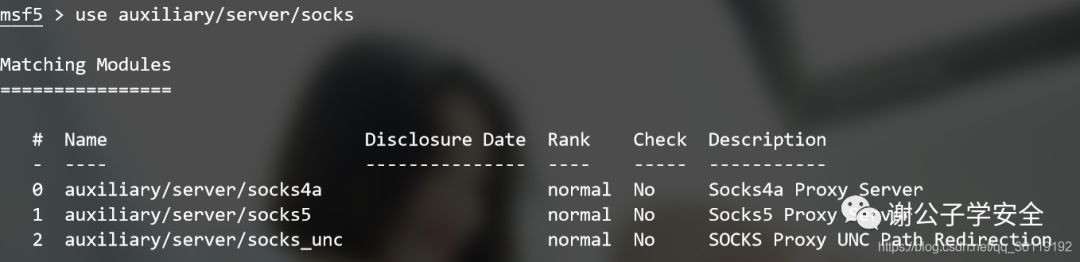 msf5 > use auxiliary/server/socks
Matching Modules
================
# Name Disclosure Date Rank Check Description
- ---- --------------- ---- ----- -----------
0 auxiliary/server/socks4a normal No Socks4a Proxy Server
1 auxiliary/server/socks5 normal No Socks5 Proxy Server
2 auxiliary/server/socks_unc normal No SOCKS Proxy UNC Path Redirection
谢公子学安全
https://blog.csdn.net/qq_36119192